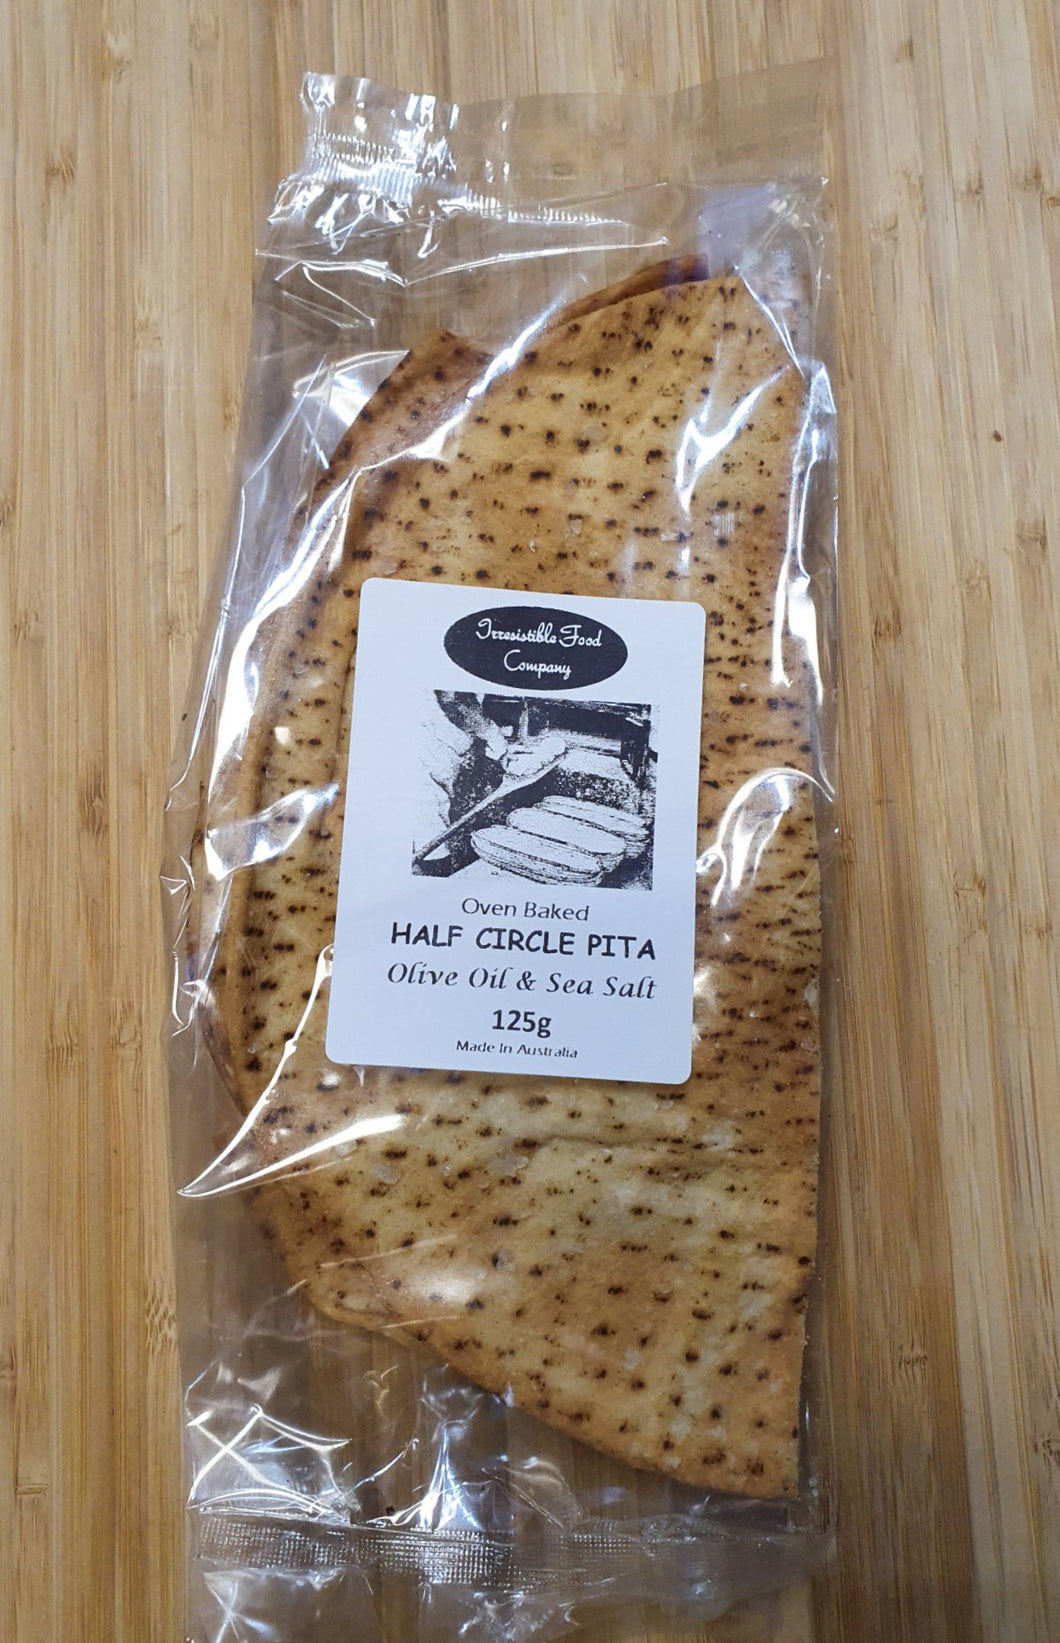 Irresistible Food
Company
Oven Baked
HALF CIRCLE PITA
Olive Oil & Sea Salt
125g
Made In Australia